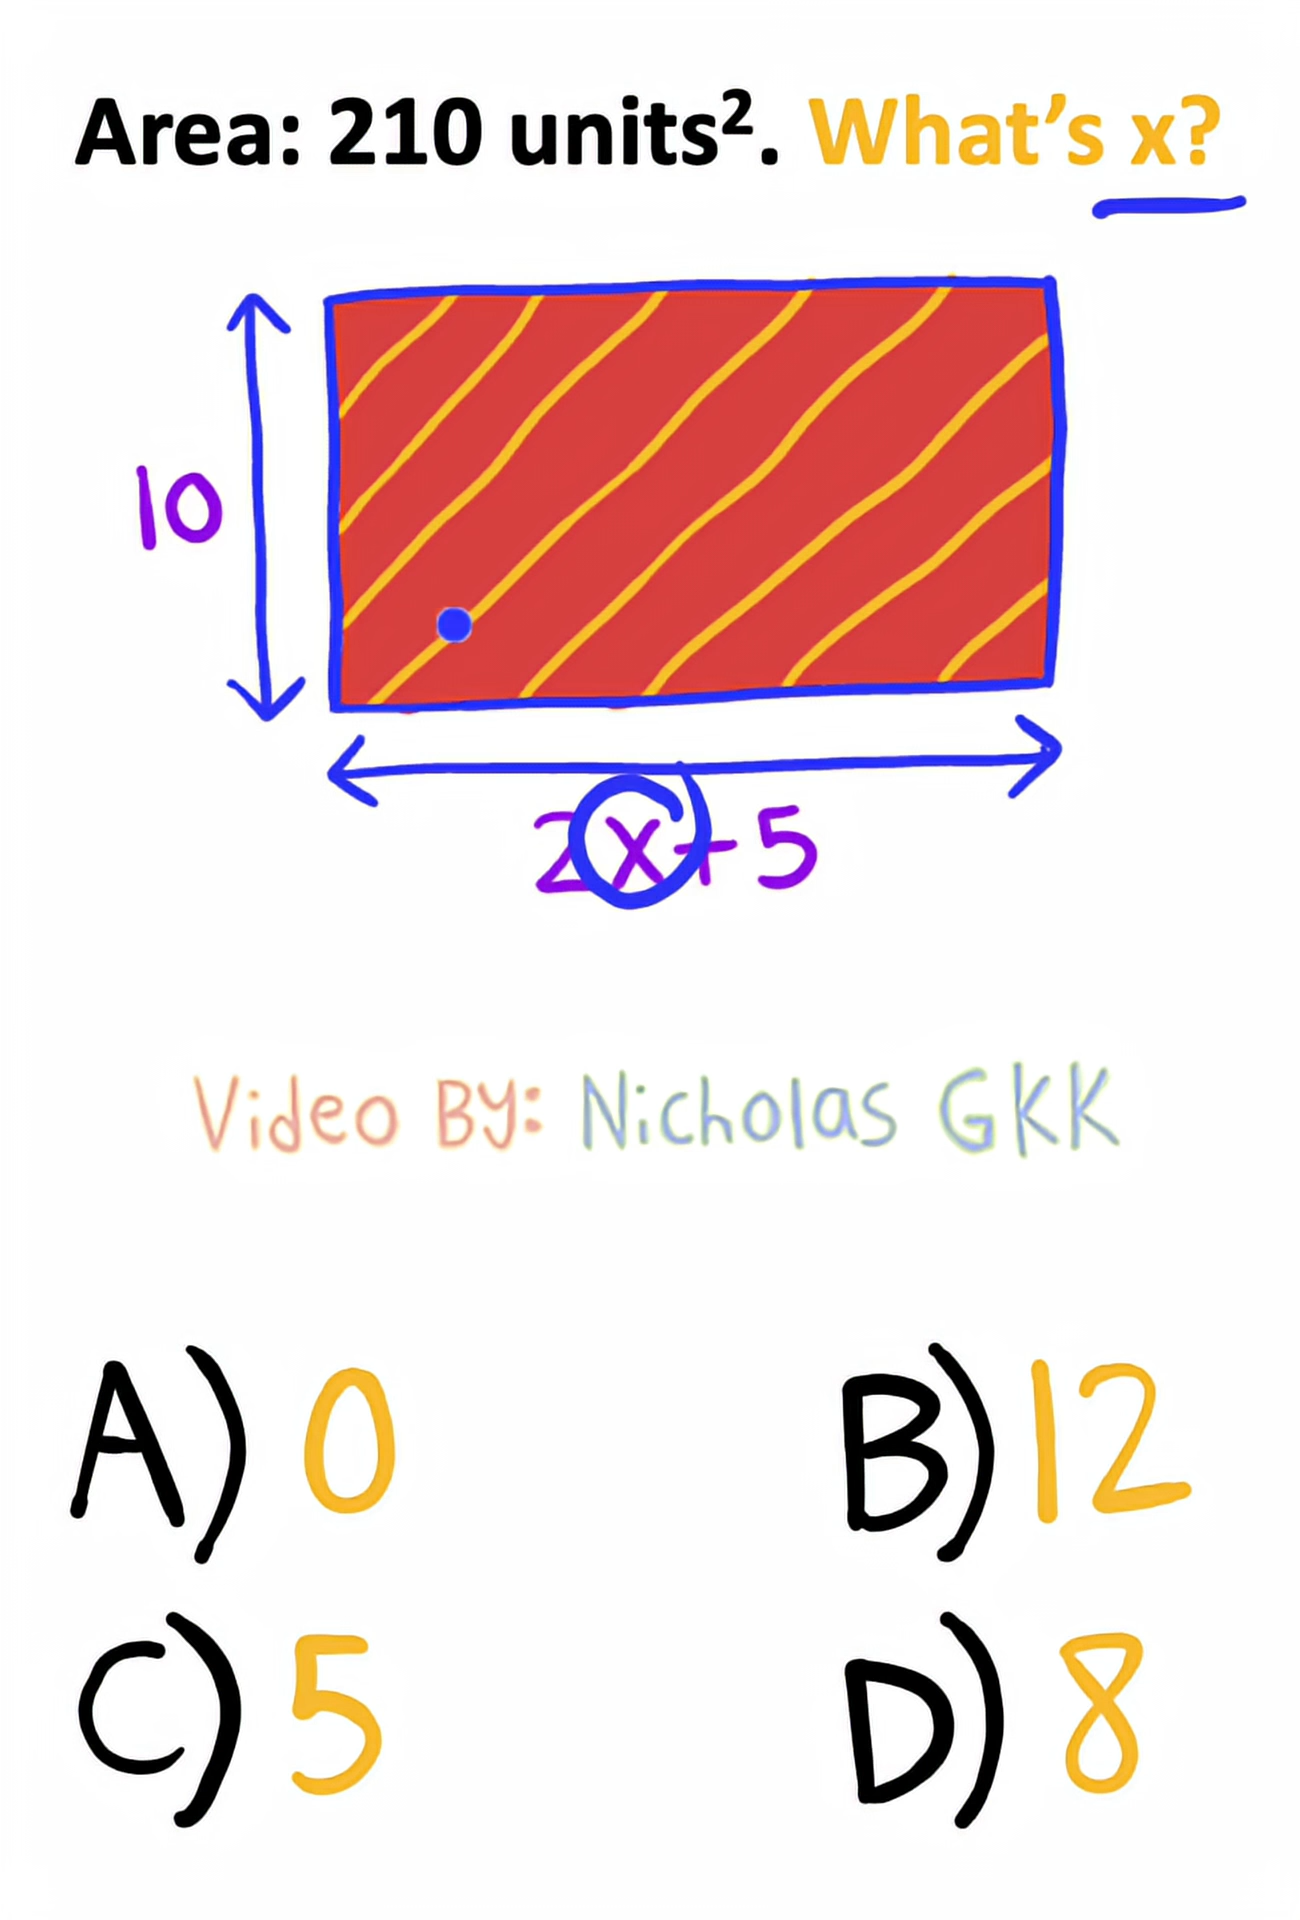 Area: 210 units². What's x?
10
2x+5
Video By: Nicholas GKK
A) 0
B) 12
C) 5
D) 8